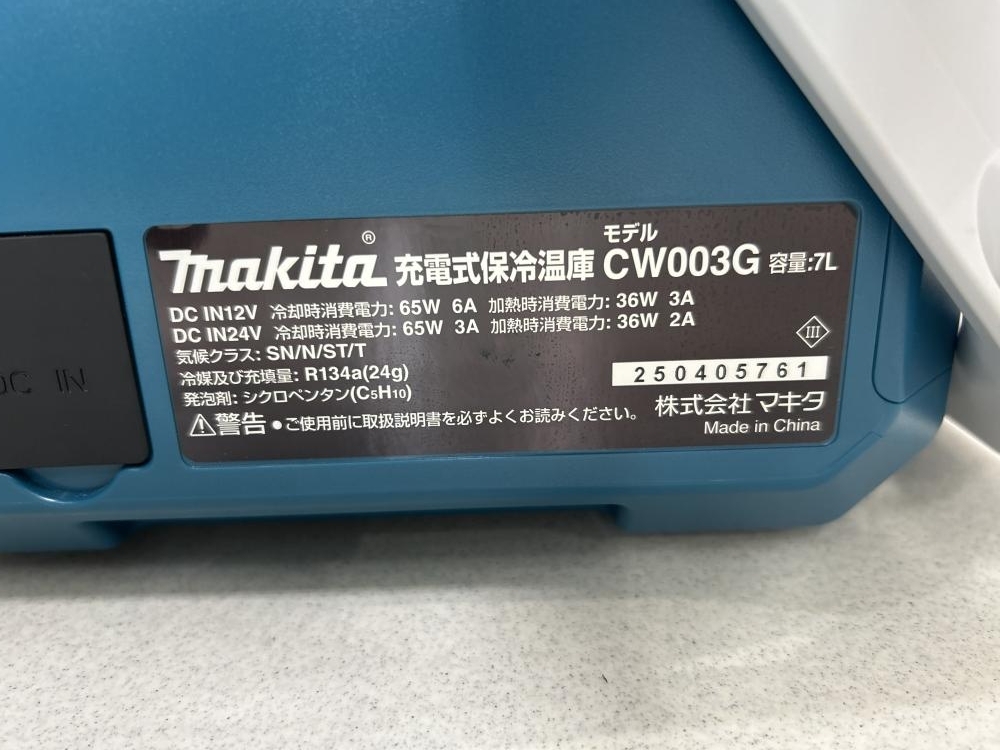 makita® 充電式保冷温庫 モデル CW003G 容量:7L
DC IN12V 冷却時消費電力: 65W 6A 加熱時消費電力: 36W 3A
DC IN24V 冷却時消費電力: 65W 3A 加熱時消費電力: 36W 2A
気候クラス: SN/N/ST/T
III
冷媒及び充填量: R134a(24g)
250405761
発泡剤: シクロペンタン(C₅H₁₀)
⚠警告 ●ご使用前に取扱説明書を必ずよくお読みください。 株式会社マキタ
Made in China
DC IN